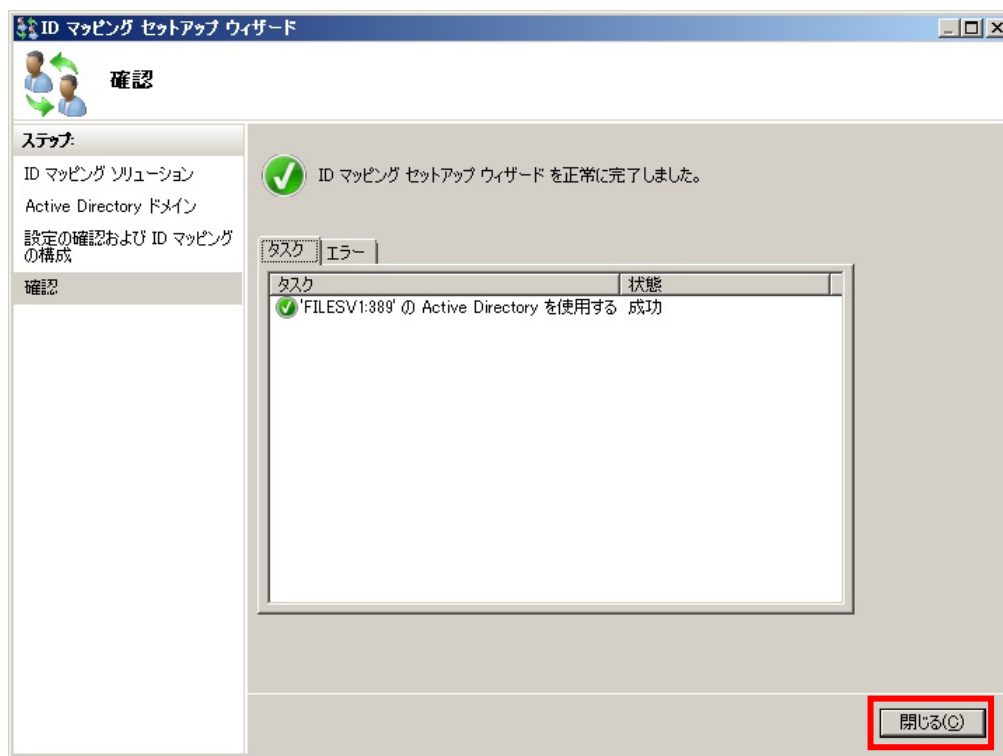 ID マッピング セットアップ ウィザード
確認
ステップ:
ID マッピング ソリューション
Active Directory ドメイン
設定の確認および ID マッピング
の構成
確認
ID マッピング セットアップ ウィザード を正常に完了しました。
タスク エラー
タスク 状態
'FILESV1:389' の Active Directory を使用する 成功
閉じる(C)